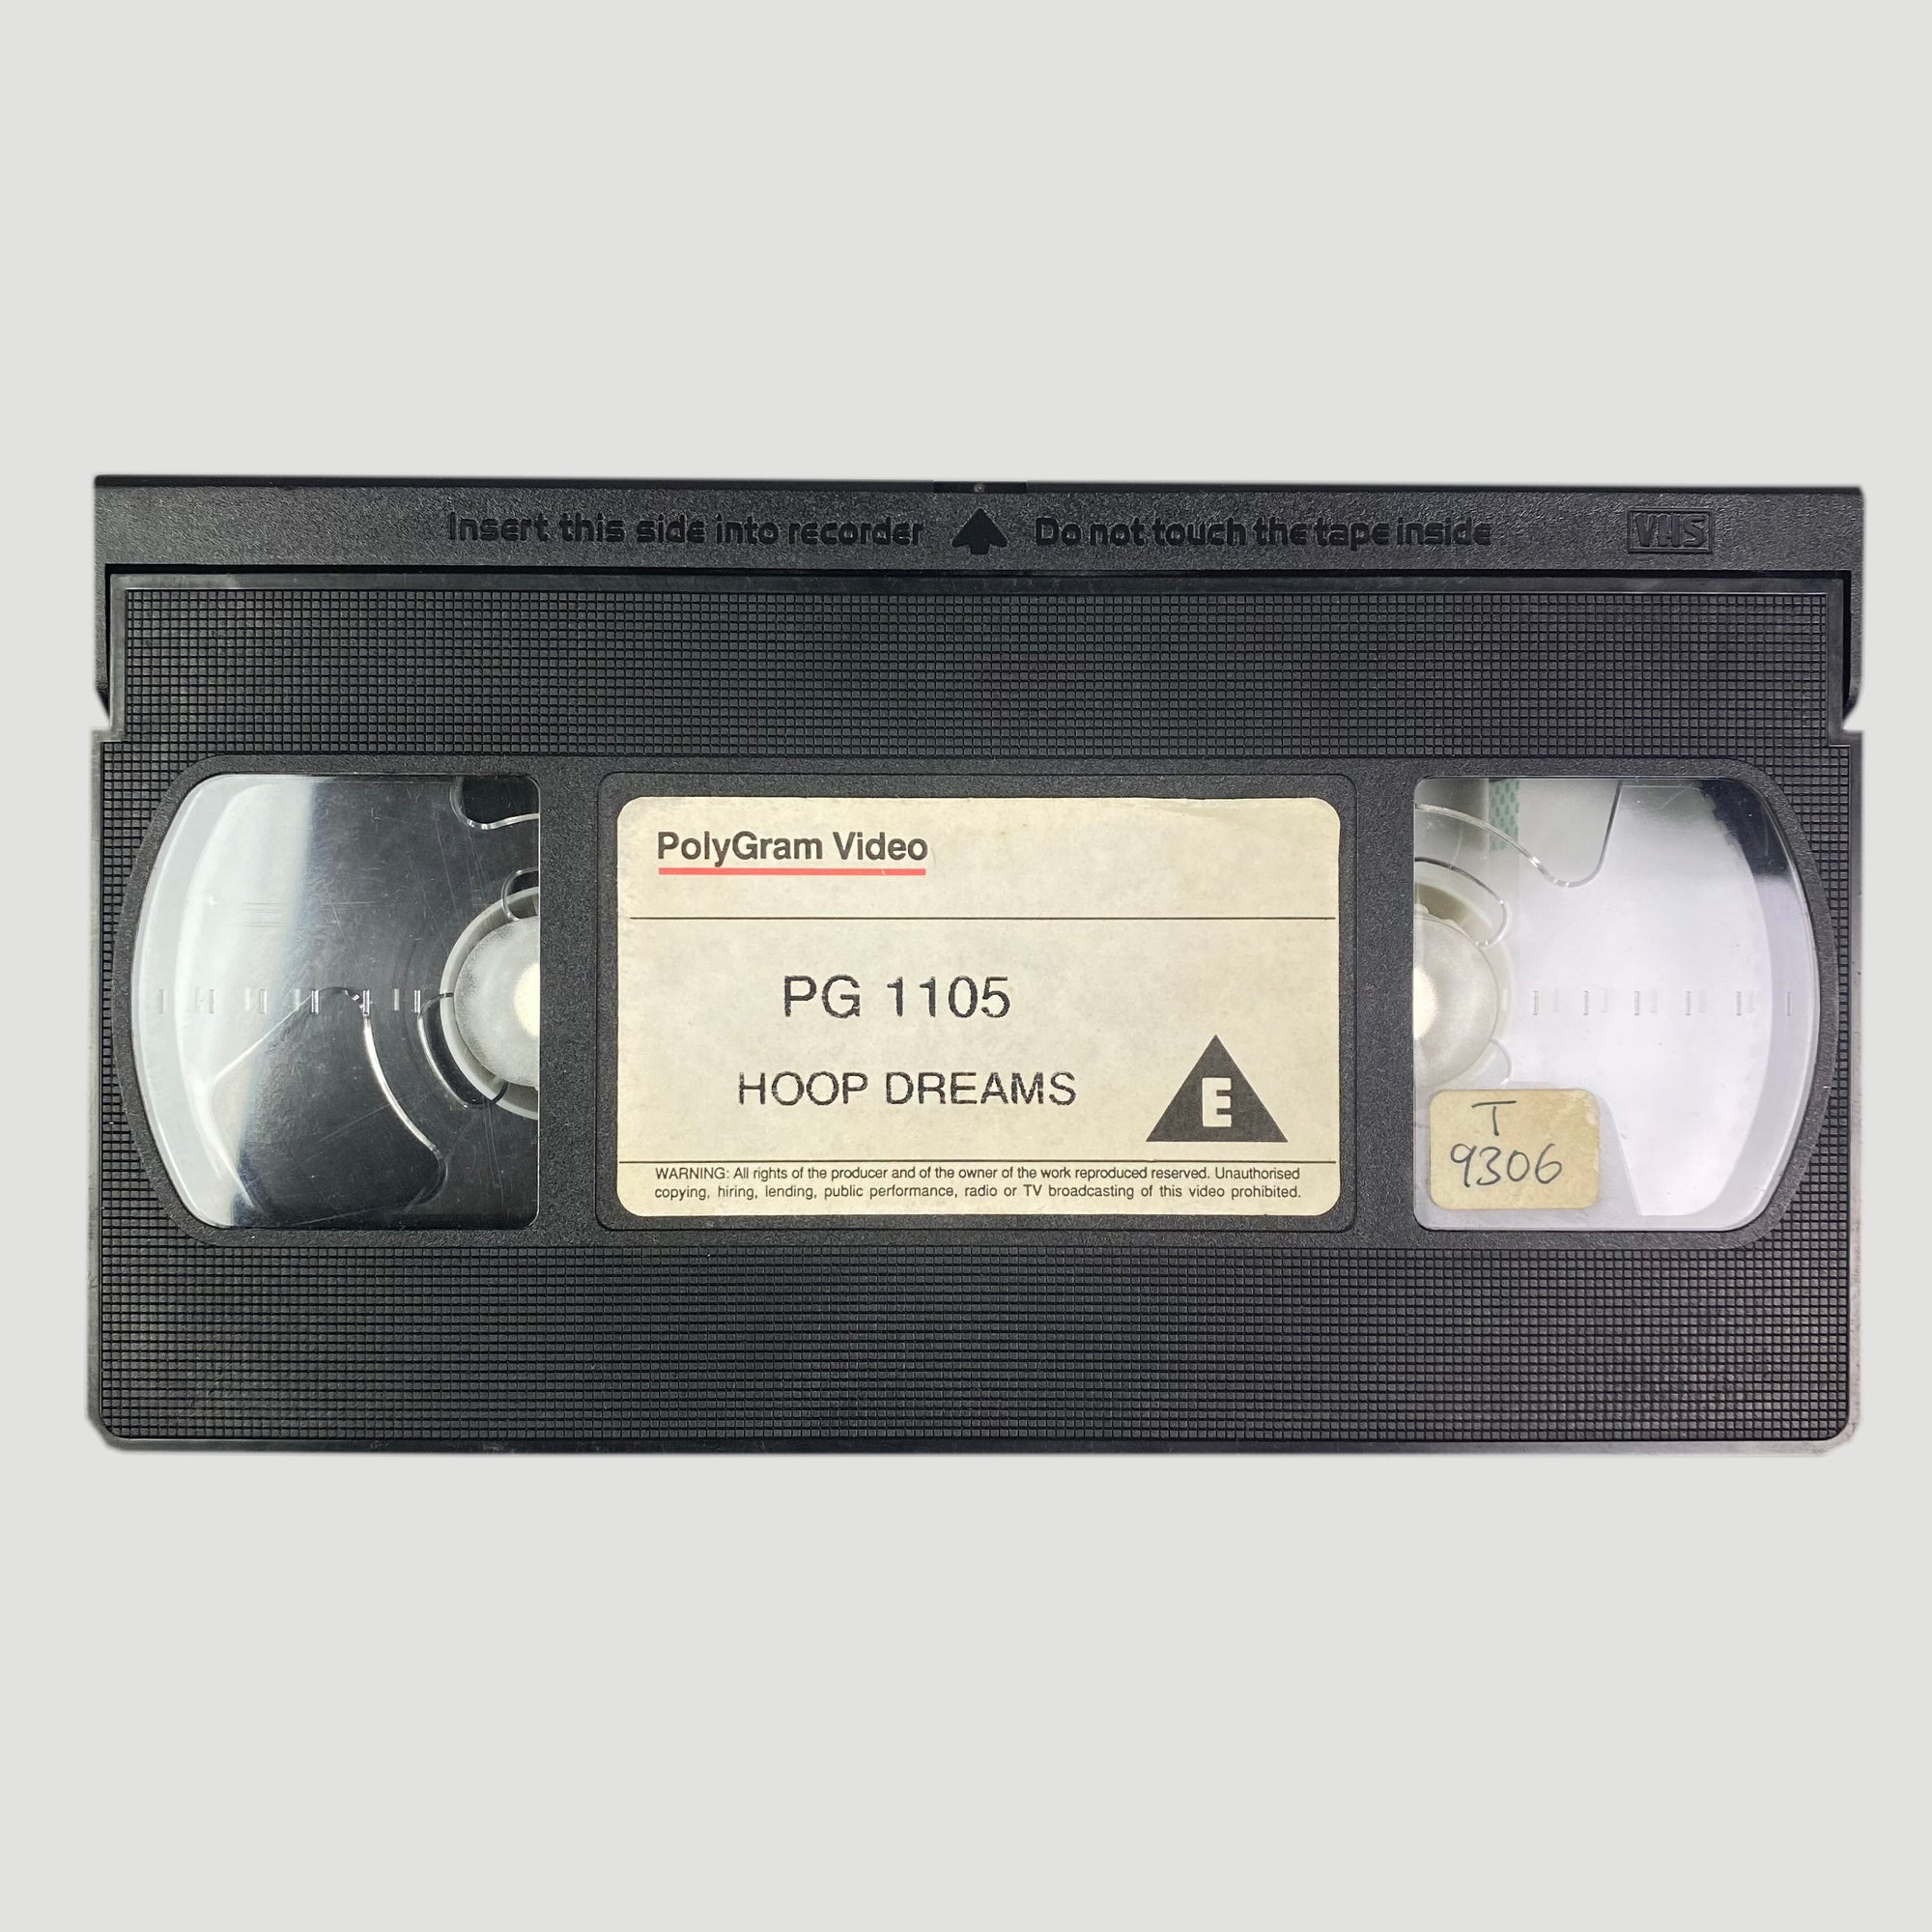 Insert this side into recorder Do not touch the tape inside VHS
PolyGram Video
PG 1105
HOOP DREAMS
E
WARNING: All rights of the producer and of the owner of the work reproduced reserved. Unauthorised
copying, hiring, lending, public performance, radio or TV broadcasting of this video prohibited.
T
9306